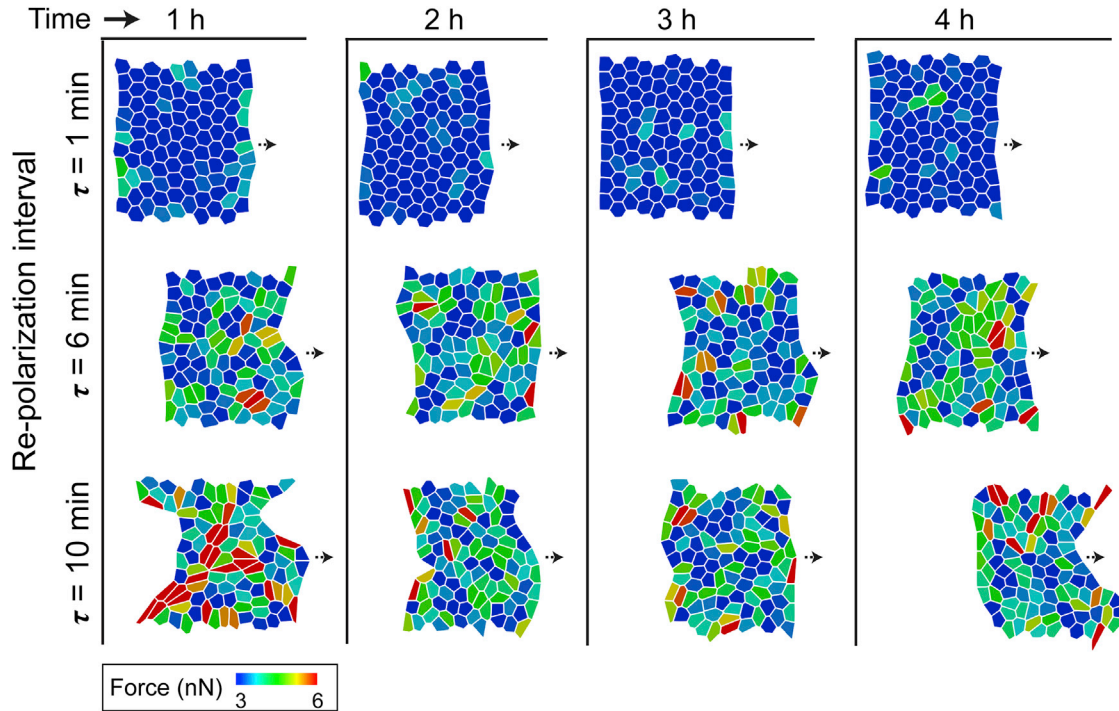 Time
1 h
2 h
3 h
4 h
Re-polarization interval
τ = 1 min
τ = 6 min
τ = 10 min
Force (nN)
3
6